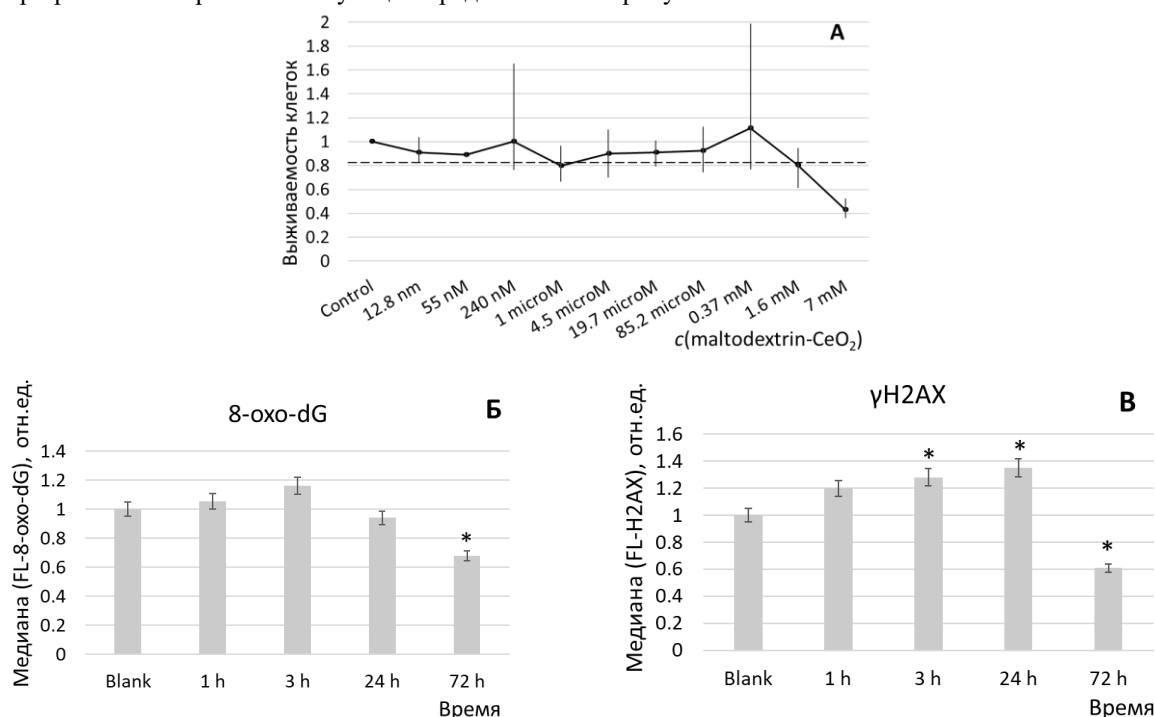 А
2
1.8
1.6
1.4
1.2
1
0.8
0.6
0.4
0.2
0
Выживаемость клеток
Control
12.8 nm
55 nM
240 nM
1 microM
4.5 microM
19.7 microM
85.2 microM
0.37 mM
1.6 mM
7 mM
c(maltodextrin-CeO₂)
8-oxo-dG
Б
Медиана (FL-8-oxo-dG), отн.ед.
1.4
1.2
1
0.8
0.6
0.4
0.2
0
*
Blank 1 h 3 h 24 h 72 h
Время
γH2AX
В
Медиана (FL-H2AX), отн.ед.
1.6
1.4
1.2
1
0.8
0.6
0.4
0.2
0
* * *
Blank 1 h 3 h 24 h 72 h
Время